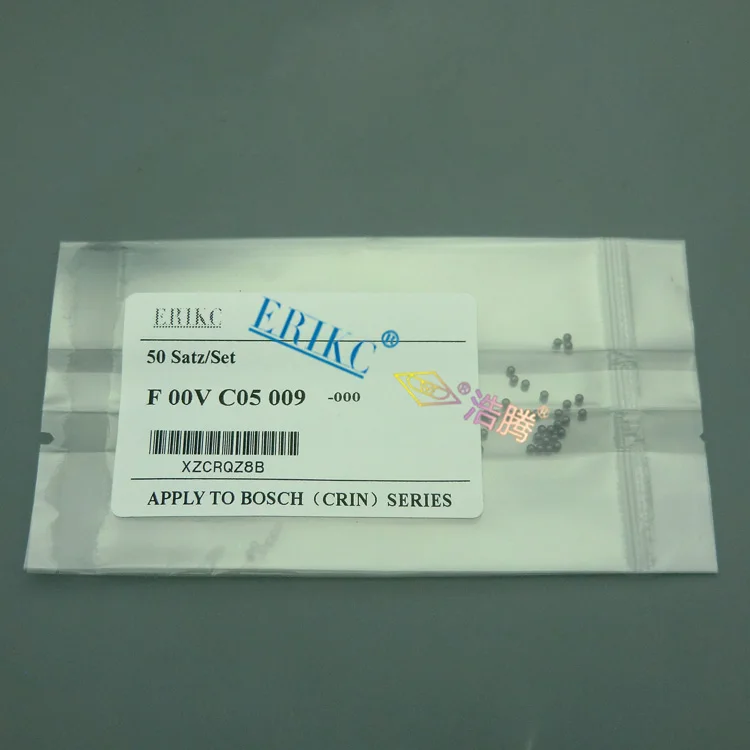 ERIKC
ERIKC®
50 Satz/Set
F 00V C05 009 -000
®浩腾®
XZCRQZ8B
APPLY TO BOSCH（CRIN）SERIES